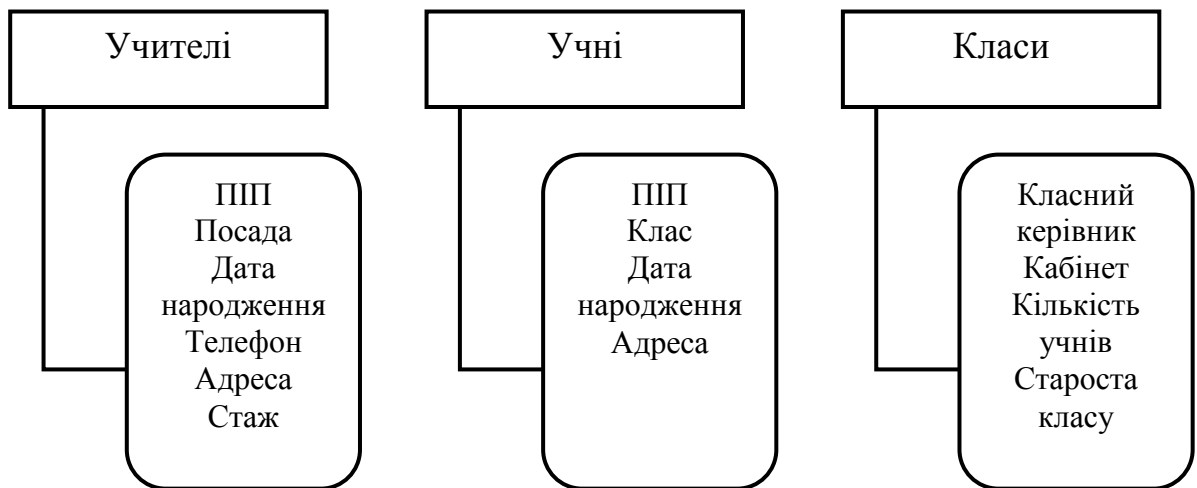 Учителі
ПІП
Посада
Дата
народження
Телефон
Адреса
Стаж
Учні
ПІП
Клас
Дата
народження
Адреса
Класи
Класний
керівник
Кабінет
Кількість
учнів
Староста
класу